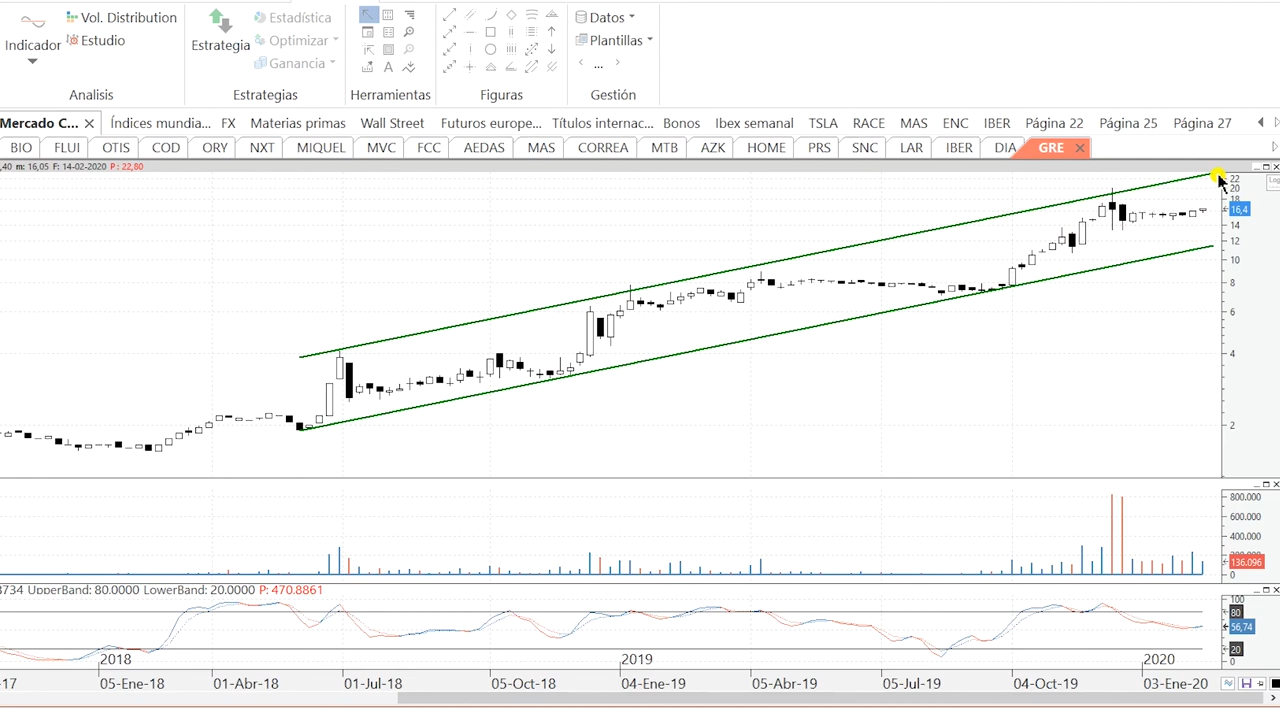 Indicador
Vol. Distribution
Estudio
Analisis
Estrategia
Estadística
Optimizar
Ganancia
Estrategias
Herramientas
A
Figuras
Datos
Plantillas
...
Gestión
Mercado C... Índices mundia... FX Materias primas Wall Street Futuros europe... Títulos internac... Bonos Ibex semanal TSLA RACE MAS ENC IBER Página 22 Página 25 Página 27
BIO FLUI OTIS COD ORY NXT MIQUEL MVC FCC AEDAS MAS CORREA MTB AZK HOME PRS SNC LAR IBER DIA GRE
,40 m: 16,05 F: 14-02-2020 P: 22,80
Log
22
20
18
16,4
14
12
10
8
6
4
2
800.000
600.000
400.000
200.000
136.096
0
3734 UpperBand: 80.0000 LowerBand: 20.0000 P: 470.8861
100
80
56,74
20
0
2018 2019 2020
-17 05-Ene-18 01-Abr-18 01-Jul-18 05-Oct-18 04-Ene-19 05-Abr-19 05-Jul-19 04-Oct-19 03-Ene-20